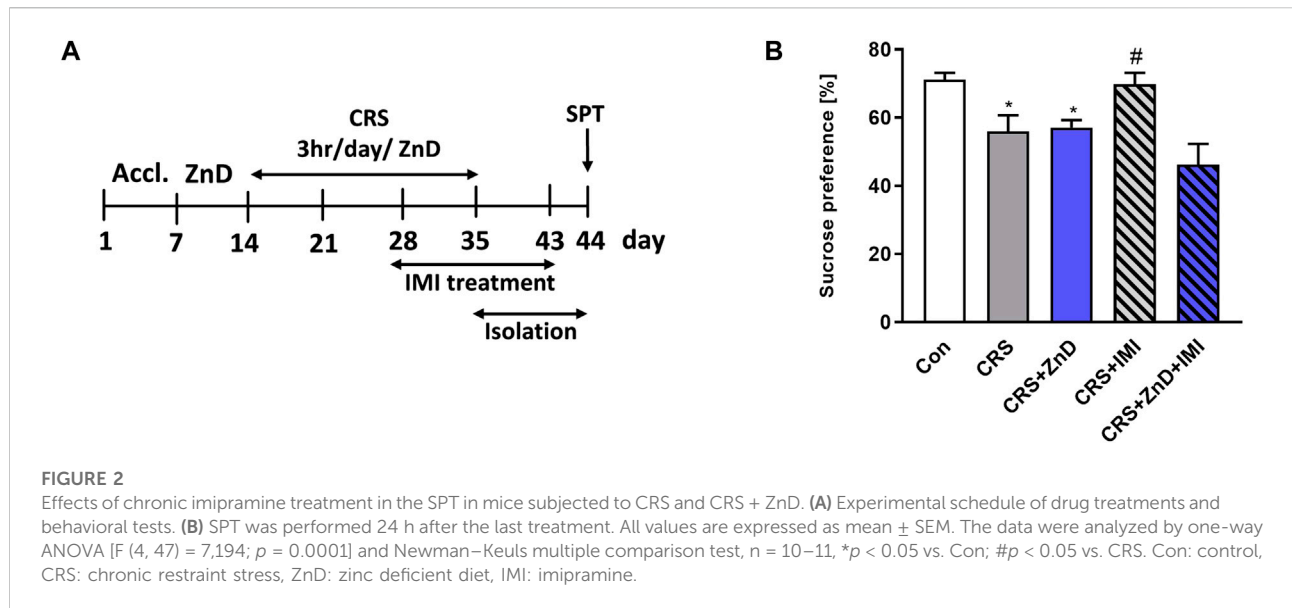 A
CRS
3hr/day/ ZnD
SPT
Accl. ZnD
1 7 14 21 28 35 43 44 day
IMI treatment
Isolation
B
Sucrose preference [%]
80
60
40
20
0
* * #
Con
CRS
CRS+ZnD
CRS+IMI
CRS+ZnD+IMI
FIGURE 2
Effects of chronic imipramine treatment in the SPT in mice subjected to CRS and CRS + ZnD. (A) Experimental schedule of drug treatments and
behavioral tests. (B) SPT was performed 24 h after the last treatment. All values are expressed as mean ± SEM. The data were analyzed by one-way
ANOVA [F (4, 47) = 7,194; p = 0.0001] and Newman–Keuls multiple comparison test, n = 10–11, *p < 0.05 vs. Con; #p < 0.05 vs. CRS. Con: control,
CRS: chronic restraint stress, ZnD: zinc deficient diet, IMI: imipramine.